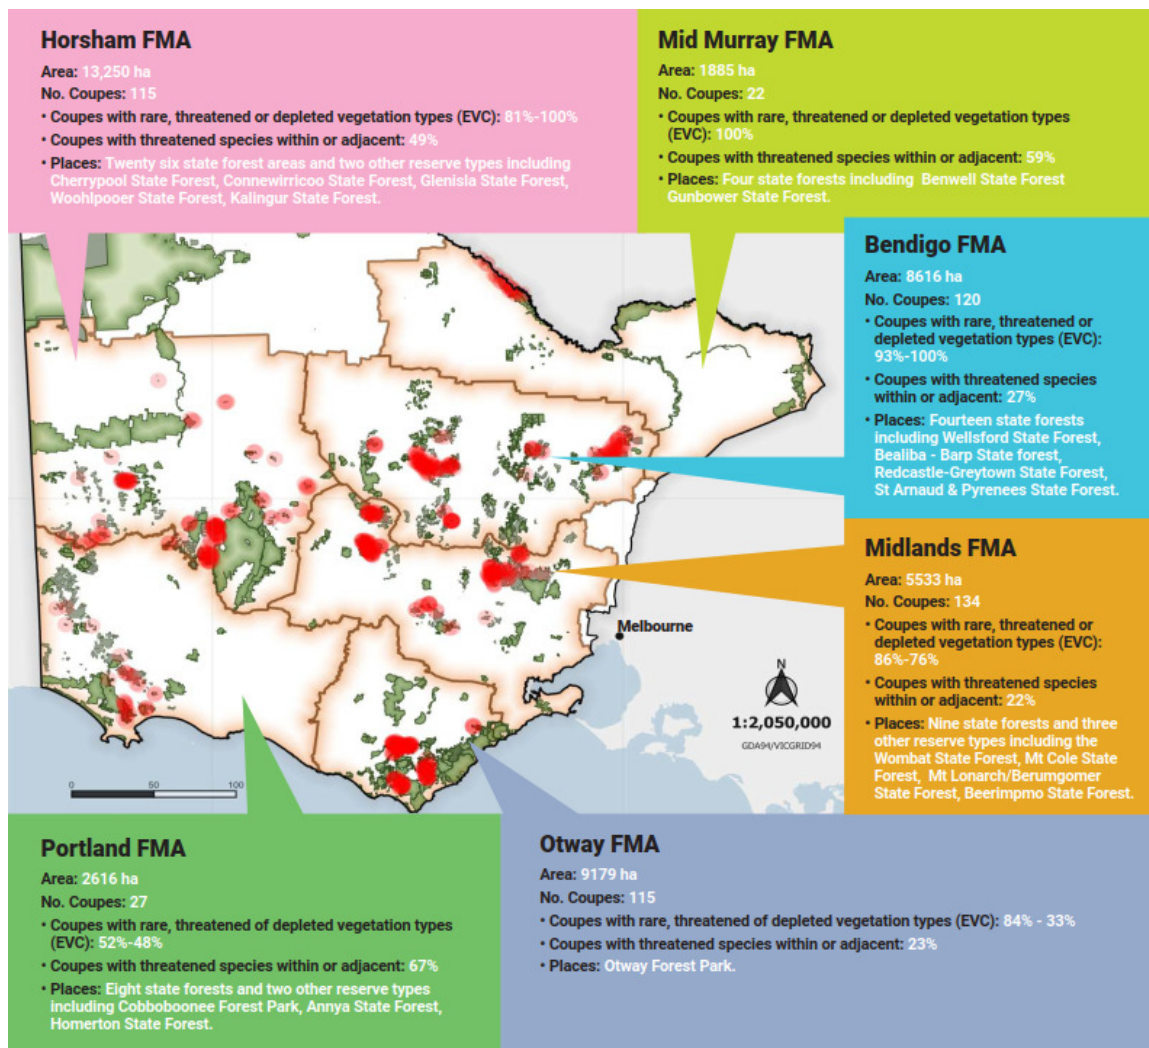 Horsham FMA
Area: 13,250 ha
No. Coupes: 115
• Coupes with rare, threatened or depleted vegetation types (EVC): 81%-100%
• Coupes with threatened species within or adjacent: 49%
• Places: Twenty six state forest areas and two other reserve types including
Cherrypool State Forest, Connewirricoo State Forest, Glenisla State Forest,
Woohlpooer State Forest, Kalingur State Forest.
Mid Murray FMA
Area: 1885 ha
No. Coupes: 22
• Coupes with rare, threatened or depleted vegetation types
(EVC): 100%
• Coupes with threatened species within or adjacent: 59%
• Places: Four state forests including Benwell State Forest
Gunbower State Forest.
Bendigo FMA
Area: 8616 ha
No. Coupes: 120
• Coupes with rare, threatened or
depleted vegetation types (EVC):
93%-100%
• Coupes with threatened species
within or adjacent: 27%
• Places: Fourteen state forests
including Wellsford State Forest,
Bealiba - Barp State forest,
Redcastle-Greytown State Forest,
St Arnaud & Pyrenees State Forest.
Midlands FMA
Area: 5533 ha
No. Coupes: 134
• Coupes with rare, threatened or
depleted vegetation types (EVC):
86%-76%
• Coupes with threatened species
within or adjacent: 22%
• Places: Nine state forests and three
other reserve types including the
Wombat State Forest, Mt Cole State
Forest, Mt Lonarch/Berumgomer
State Forest, Beerimpmo State Forest.
Melbourne
N
1:2,050,000
GDA94/VICGRID94
0 50 100
Portland FMA
Area: 2616 ha
No. Coupes: 27
• Coupes with rare, threatened of depleted vegetation types
(EVC): 52%-48%
• Coupes with threatened species within or adjacent: 67%
• Places: Eight state forests and two other reserve types
including Cobboboonee Forest Park, Annya State Forest,
Homerton State Forest.
Otway FMA
Area: 9179 ha
No. Coupes: 115
• Coupes with rare, threatened of depleted vegetation types (EVC): 84% - 33%
• Coupes with threatened species within or adjacent: 23%
• Places: Otway Forest Park.